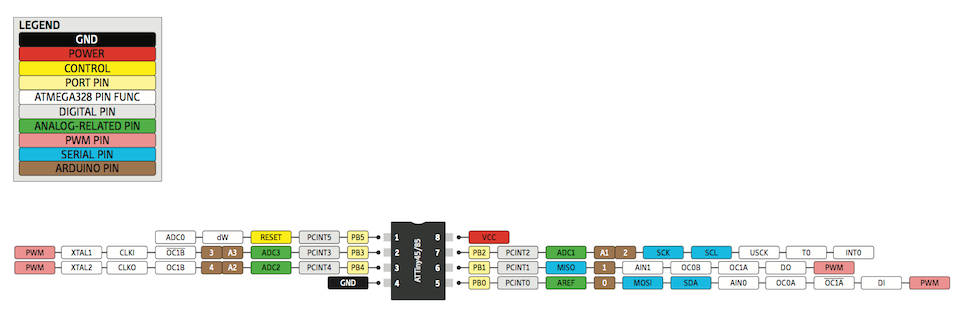 LEGEND
GND
POWER
CONTROL
PORT PIN
ATMEGA328 PIN FUNC
DIGITAL PIN
ANALOG-RELATED PIN
PWM PIN
SERIAL PIN
ARDUINO PIN
ADC0 dW RESET PCINT5 PB5 1 8 VCC
PWM XTAL1 CLKI OC1B 3 A3 ADC3 PCINT3 PB3 2 7 PB2 PCINT2 ADC1 A1 2 SCK SCL USCK T0 INT0
PWM XTAL2 CLKO OC1B 4 A2 ADC2 PCINT4 PB4 3 6 PB1 PCINT1 MISO 1 AIN1 OC0B OC1A DO PWM
GND 4 5 PB0 PCINT0 AREF 0 MOSI SDA AIN0 OC0A OC1A DI PWM
ATTiny45/85